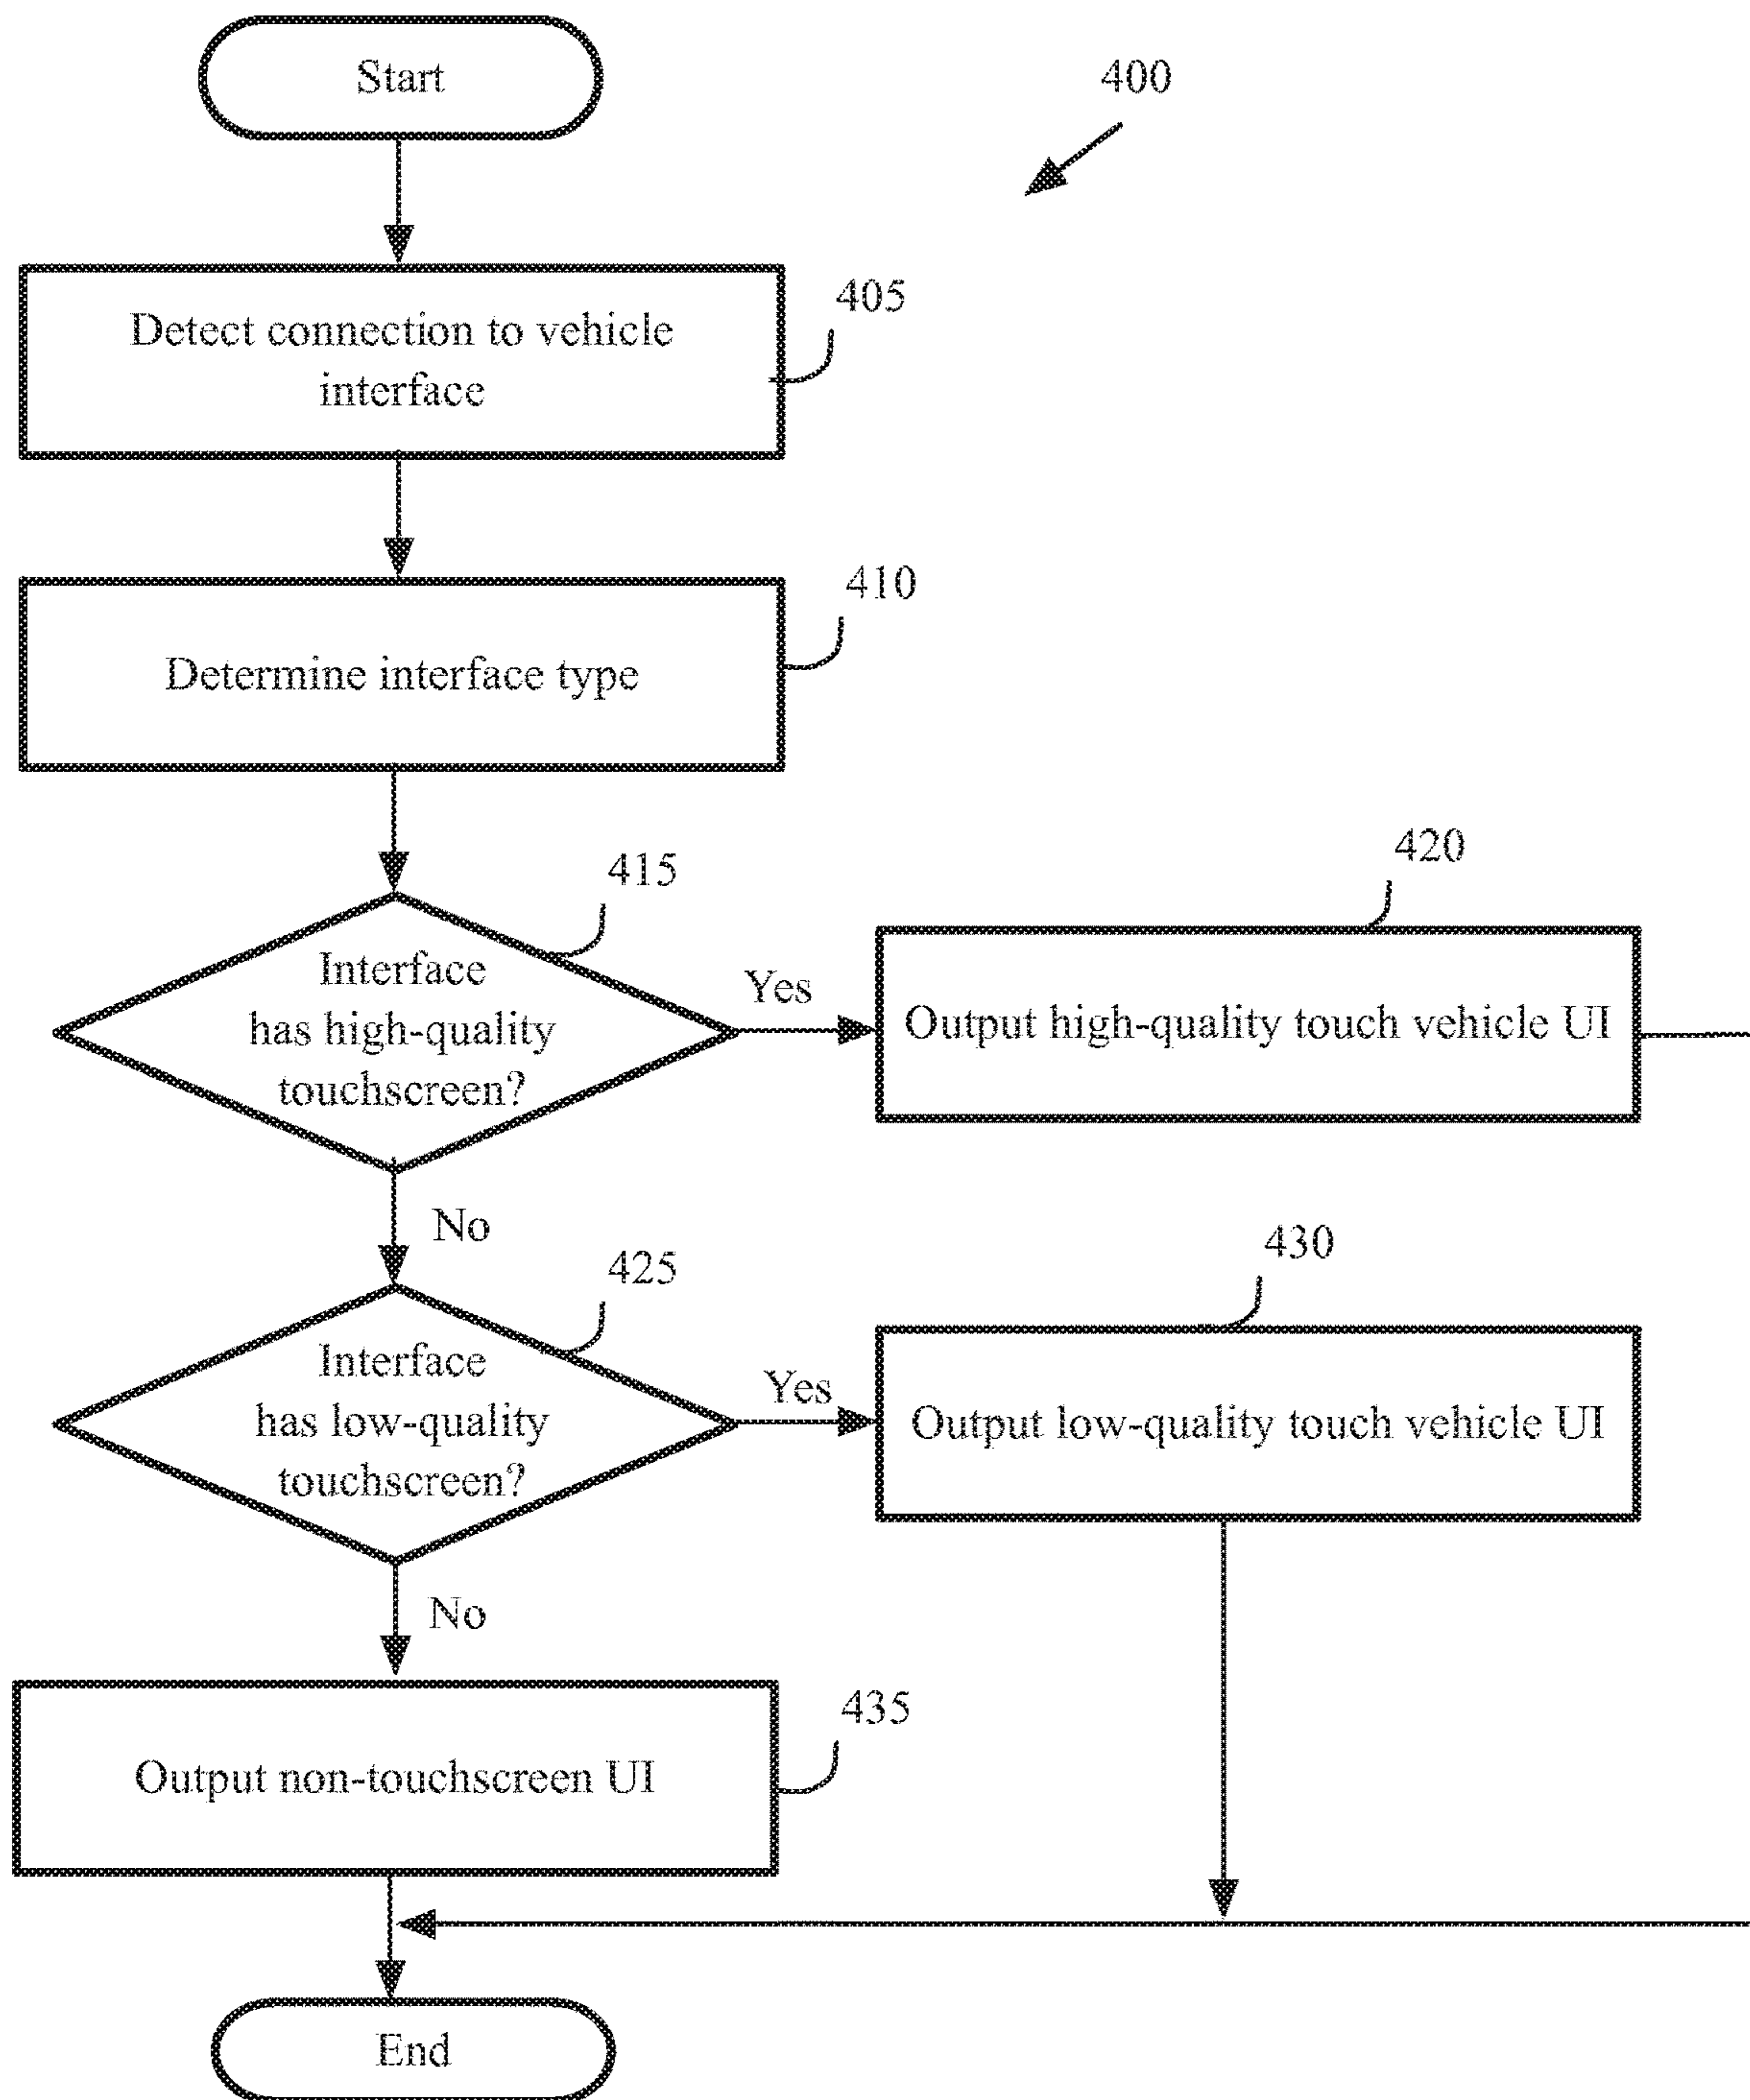 Start
400
405
Detect connection to vehicle
interface
410
Determine interface type
415
420
Interface
has high-quality
touchscreen?
Yes
Output high-quality touch vehicle UI
No
425
430
Interface
has low-quality
touchscreen?
Yes
Output low-quality touch vehicle UI
No
435
Output non-touchscreen UI
End